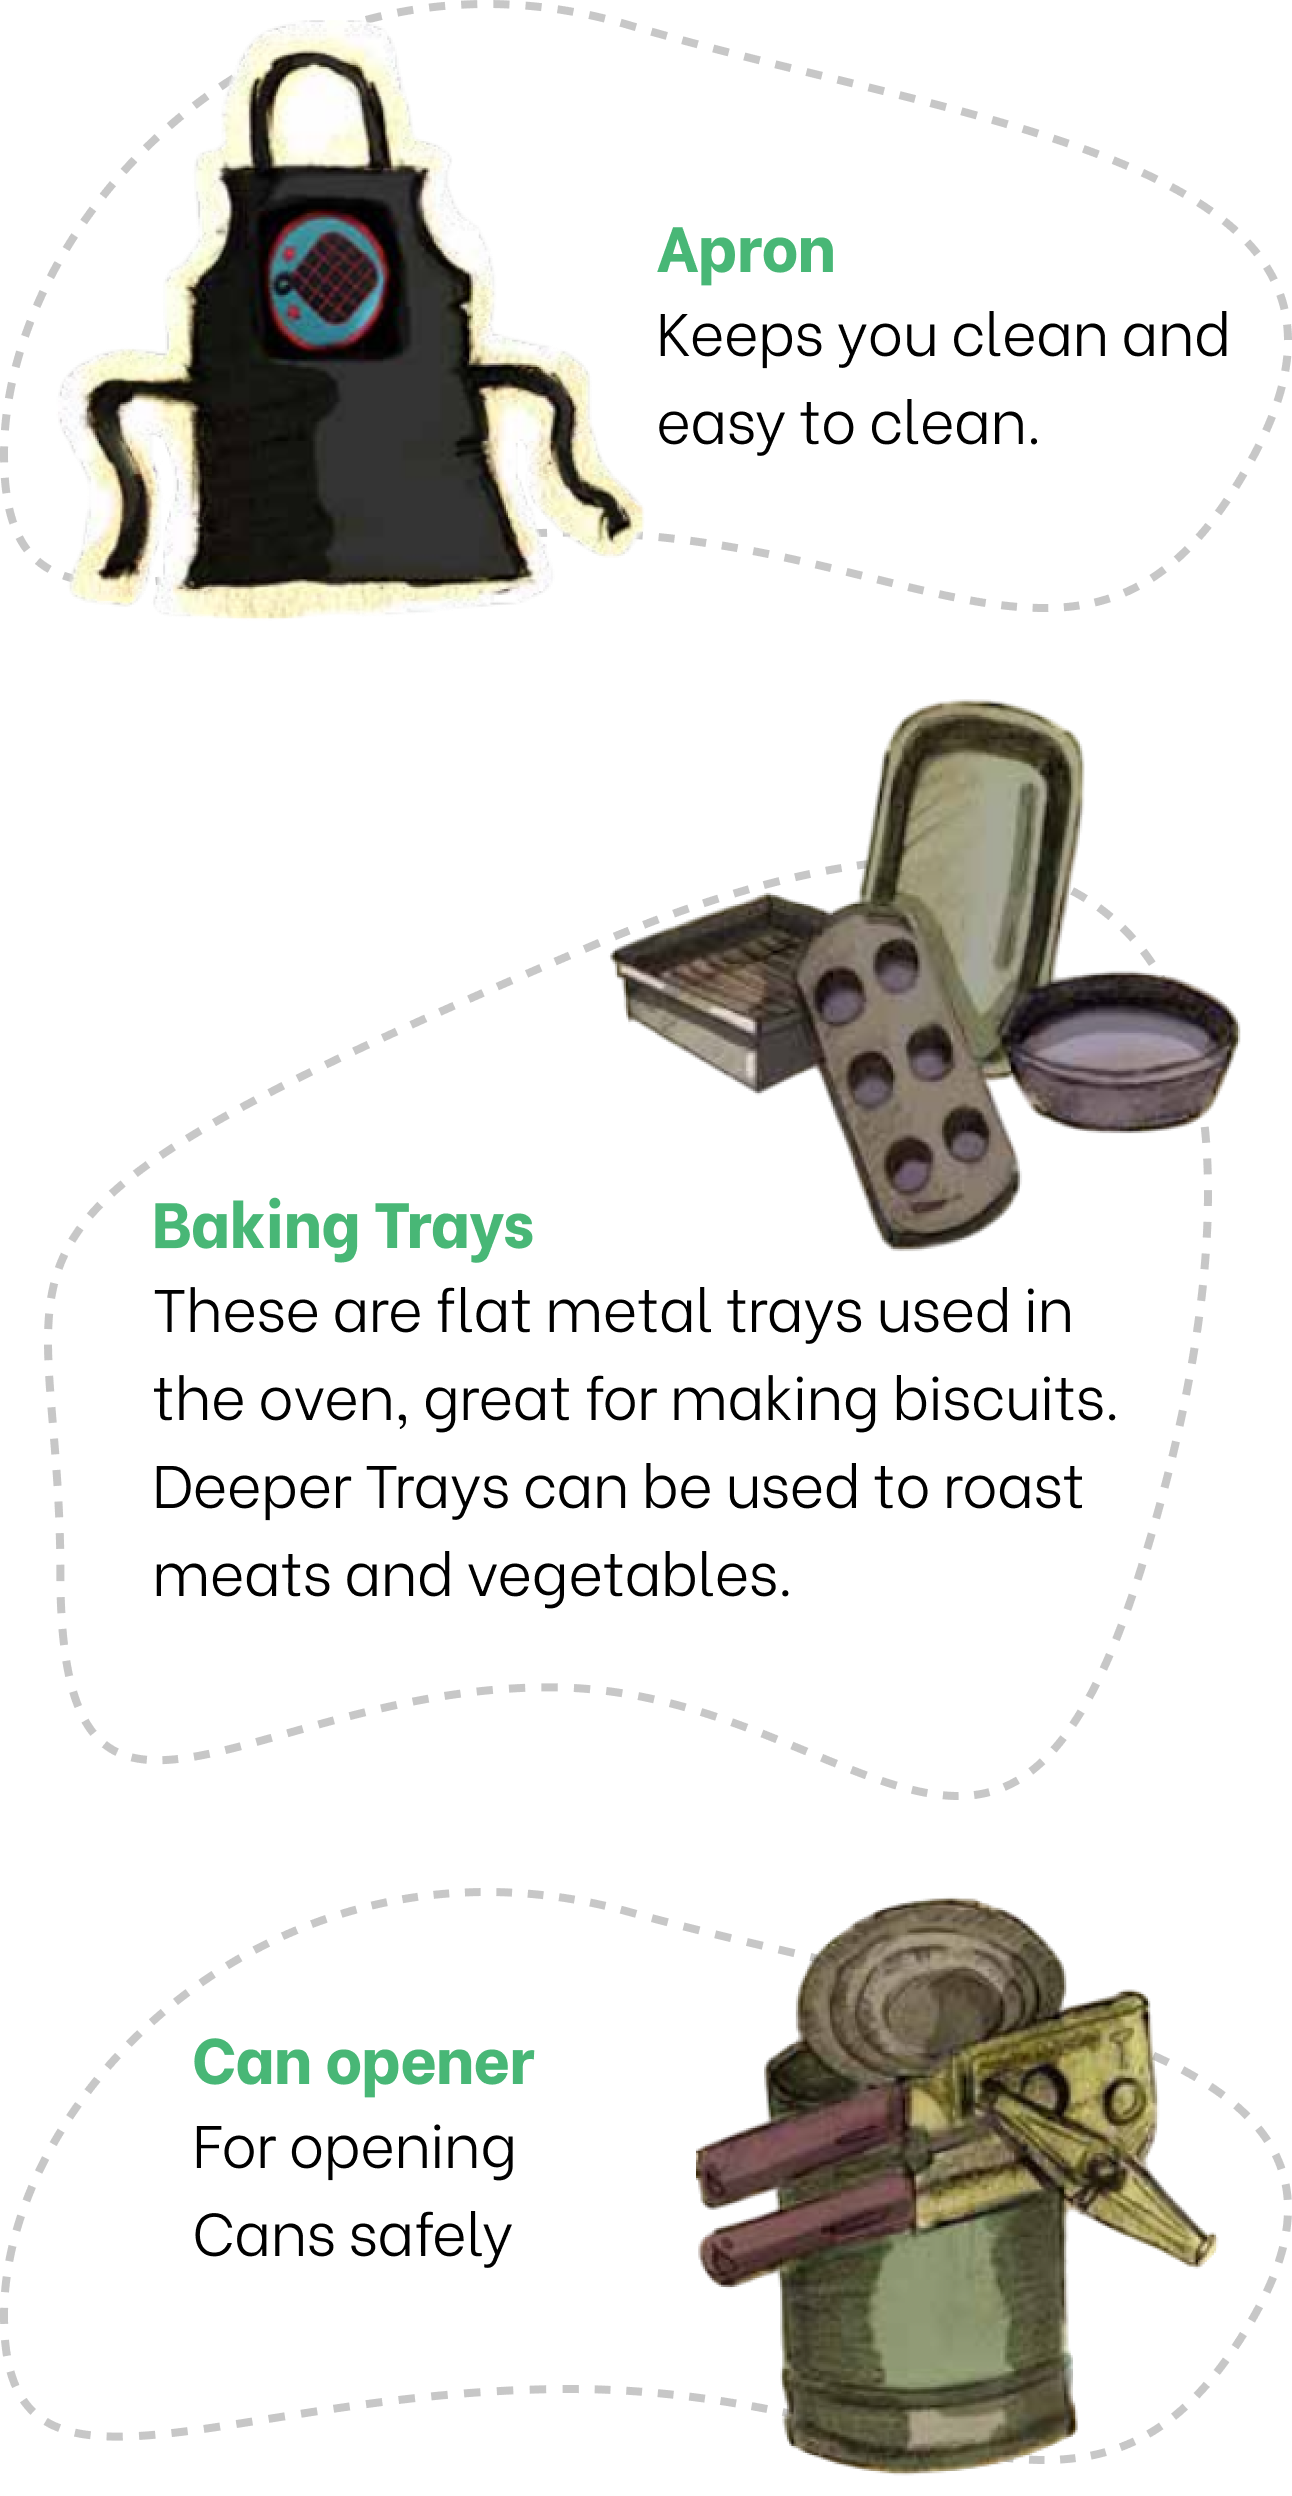 Apron
Keeps you clean and
easy to clean.
Baking Trays
These are flat metal trays used in
the oven, great for making biscuits.
Deeper Trays can be used to roast
meats and vegetables.
Can opener
For opening
Cans safely